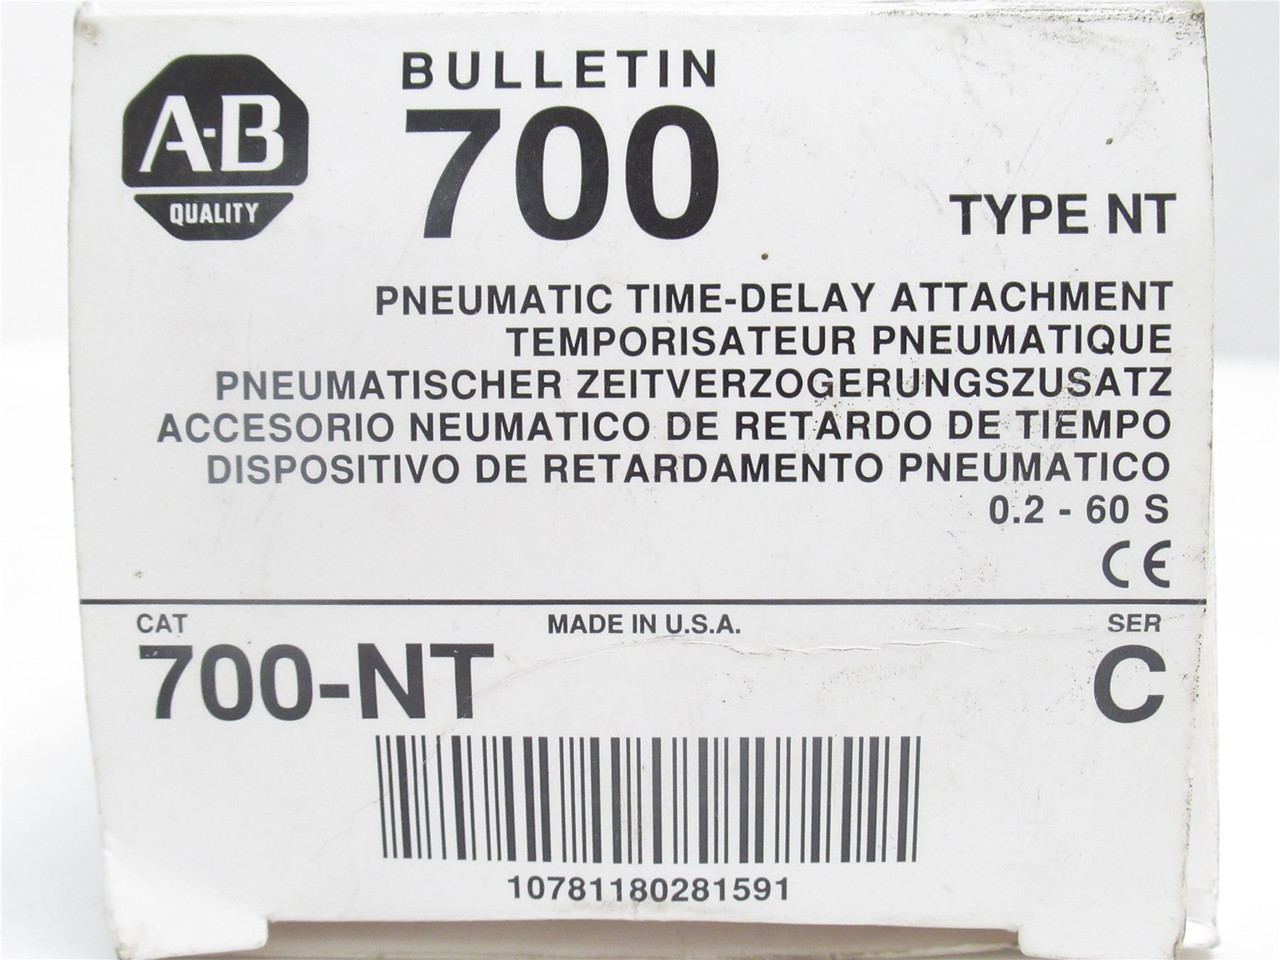 A-B
QUALITY
BULLETIN
700
TYPE NT
PNEUMATIC TIME-DELAY ATTACHMENT
TEMPORISATEUR PNEUMATIQUE
PNEUMATISCHER ZEITVERZOGERUNGSZUSATZ
ACCESORIO NEUMATICO DE RETARDO DE TIEMPO
DISPOSITIVO DE RETARDAMENTO PNEUMATICO
0.2 - 60 S
CE
CAT MADE IN U.S.A. SER
700-NT C
10781180281591